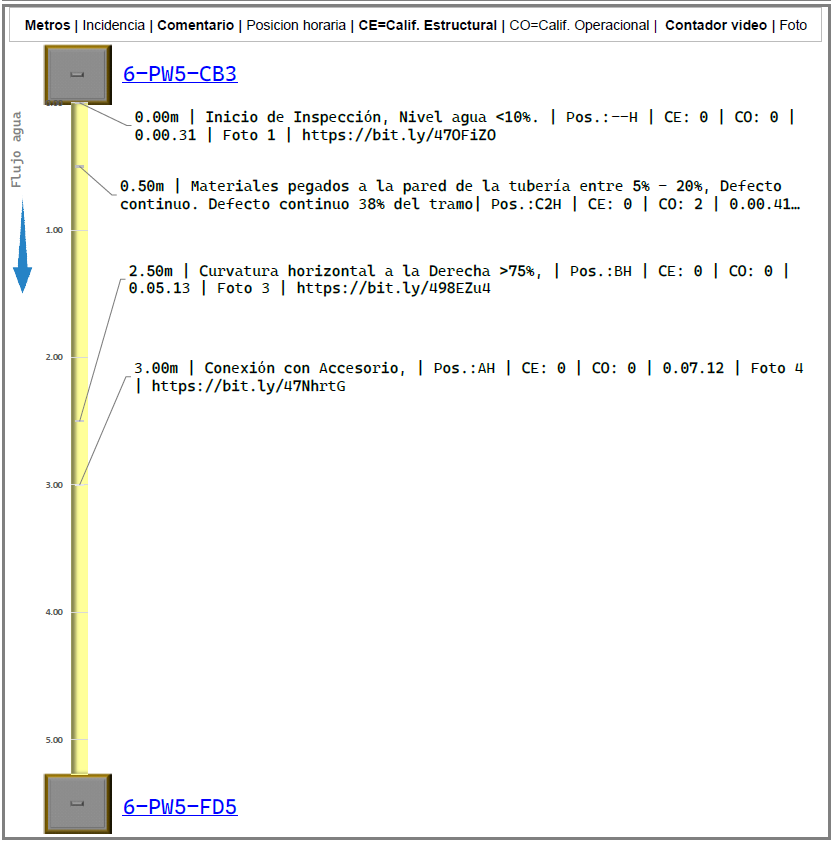 Metros | Incidencia | Comentario | Posicion horaria | CE=Calif. Estructural | CO=Calif. Operacional | Contador video | Foto
6-PW5-CB3
Flujo agua
0.00m | Inicio de Inspección, Nivel agua <10%. | Pos.:--H | CE: 0 | CO: 0 |
0.00.31 | Foto 1 | https://bit.ly/47OFiZO
0.50m | Materiales pegados a la pared de la tubería entre 5% - 20%, Defecto
continuo. Defecto continuo 38% del tramo| Pos.:C2H | CE: 0 | CO: 2 | 0.00.41…
1.00
2.50m | Curvatura horizontal a la Derecha >75%, | Pos.:BH | CE: 0 | CO: 0 |
0.05.13 | Foto 3 | https://bit.ly/498EZu4
2.00
3.00m | Conexión con Accesorio, | Pos.:AH | CE: 0 | CO: 0 | 0.07.12 | Foto 4
| https://bit.ly/47NhrtG
3.00
4.00
5.00
6-PW5-FD5